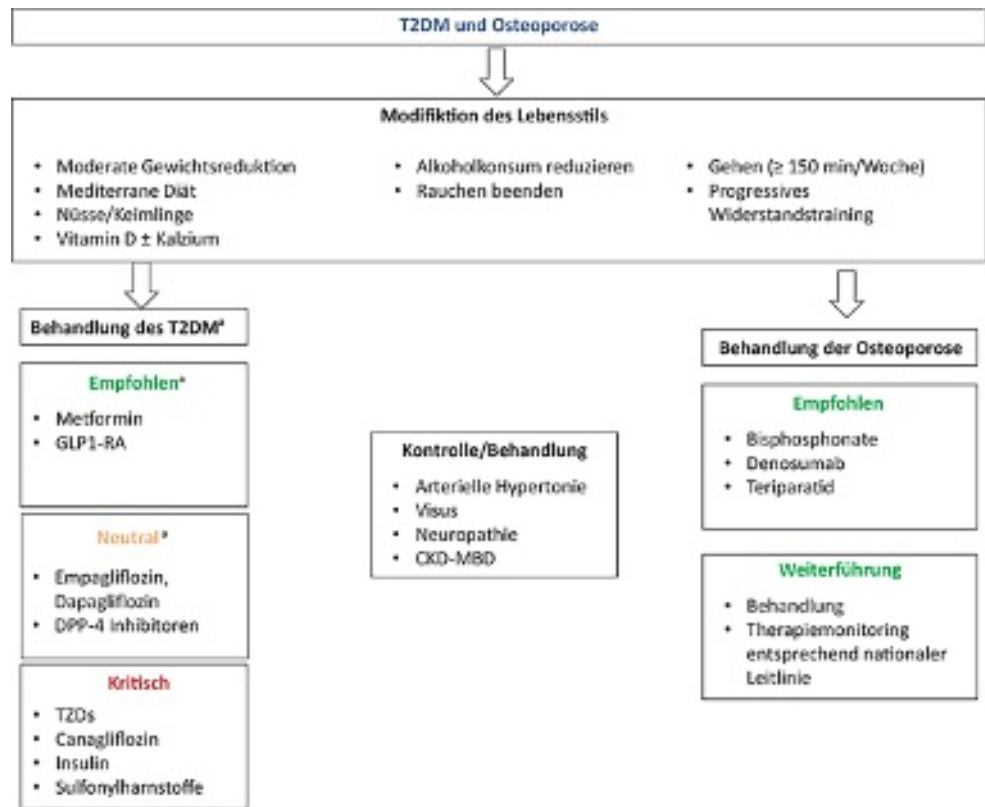 T2DM und Osteoporose
Modifiktion des Lebensstils
• Moderate Gewichtsreduktion
• Mediterrane Diät
• Nüsse/Keimlinge
• Vitamin D ± Kalzium
• Alkoholkonsum reduzieren
• Rauchen beenden
• Gehen (≥ 150 min/Woche)
• Progressives
Widerstandstraining
Behandlung des T2DMᵃ
Empfohlenᵃ
• Metformin
• GLP1-RA
Neutralᵃ
• Empagliflozin,
Dapagliflozin
• DPP-4 Inhibitoren
Kritisch
• TZDs
• Canagliflozin
• Insulin
• Sulfonylharnstoffe
Kontrolle/Behandlung
• Arterielle Hypertonie
• Visus
• Neuropathie
• CKD-MBD
Behandlung der Osteoporose
Empfohlen
• Bisphosphonate
• Denosumab
• Teriparatid
Weiterführung
• Behandlung
• Therapiemonitoring
entsprechend nationaler
Leitlinie